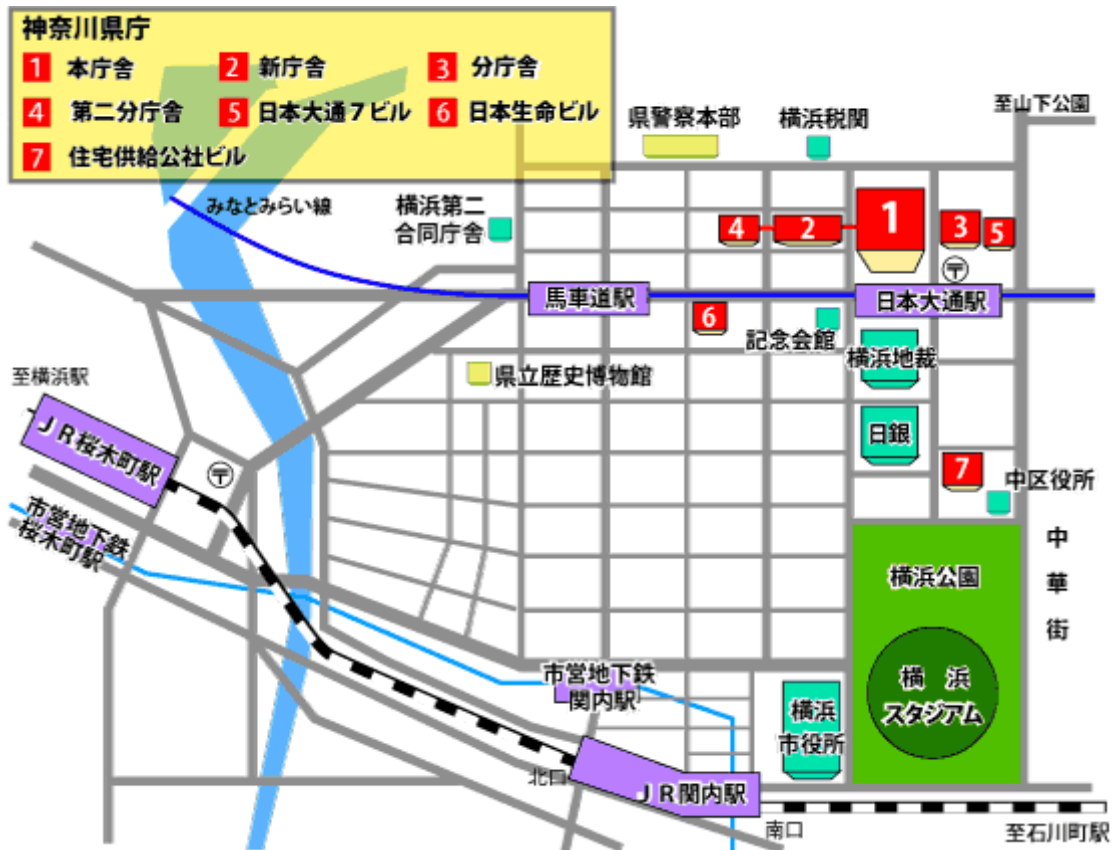 神奈川県庁
1 本庁舎 2 新庁舎 3 分庁舎
4 第二分庁舎 5 日本大通7ビル 6 日本生命ビル
7 住宅供給公社ビル
至山下公園
県警察本部
横浜税関
みなとみらい線
横浜第二
合同庁舎
4
2
1
3
5
〒
馬車道駅
日本大通駅
6
記念会館
横浜地裁
県立歴史博物館
至横浜駅
JR桜木町駅
〒
日銀
7
中区役所
市営地下鉄
桜木町駅
中
華
街
横浜公園
横 浜
スタジアム
市営地下鉄
関内駅
横浜
市役所
北口
JR関内駅
南口
至石川町駅